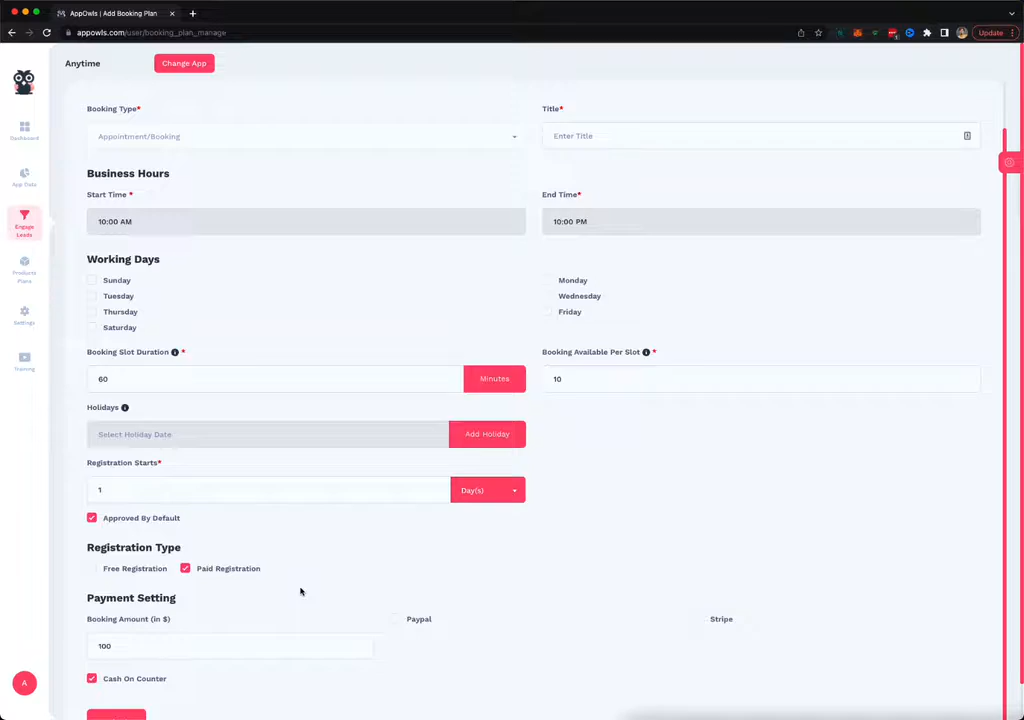 AppOwls | Add Booking Plan
appowls.com/user/booking_plan_manage
Update
Anytime
Change App
Dashboard
App Data
Engage
Leads
Products
Plans
Settings
Training
A
Booking Type*
Title*
Appointment/Booking
Enter Title
Business Hours
Start Time *
End Time*
10:00 AM
10:00 PM
Working Days
Sunday
Monday
Tuesday
Wednesday
Thursday
Friday
Saturday
Booking Slot Duration *
Booking Available Per Slot *
60
Minutes
10
Holidays
Select Holiday Date
Add Holiday
Registration Starts*
1
Day(s)
Approved By Default
Registration Type
Free Registration
Paid Registration
Payment Setting
Booking Amount (in $)
Paypal
Stripe
100
Cash On Counter